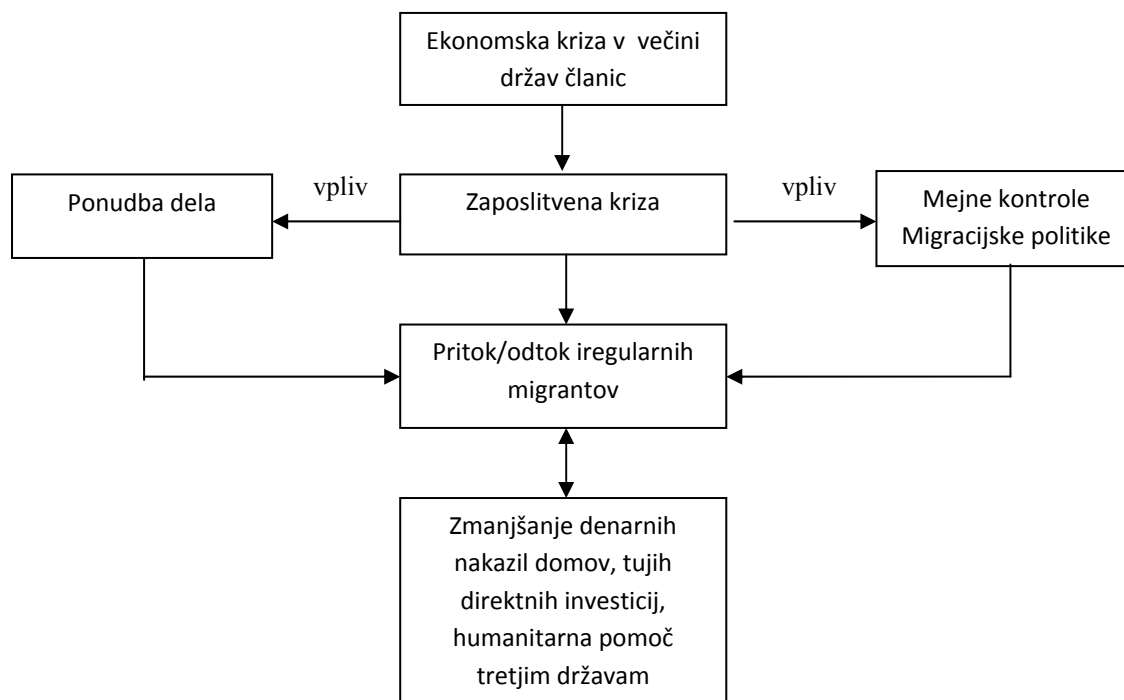 Ekonomska kriza v večini
držav članic
vpliv
vpliv
Ponudba dela
Zaposlitvena kriza
Mejne kontrole
Migracijske politike
Pritok/odtok iregularnih
migrantov
Zmanjšanje denarnih
nakazil domov, tujih
direktnih investicij,
humanitarna pomoč
tretjim državam